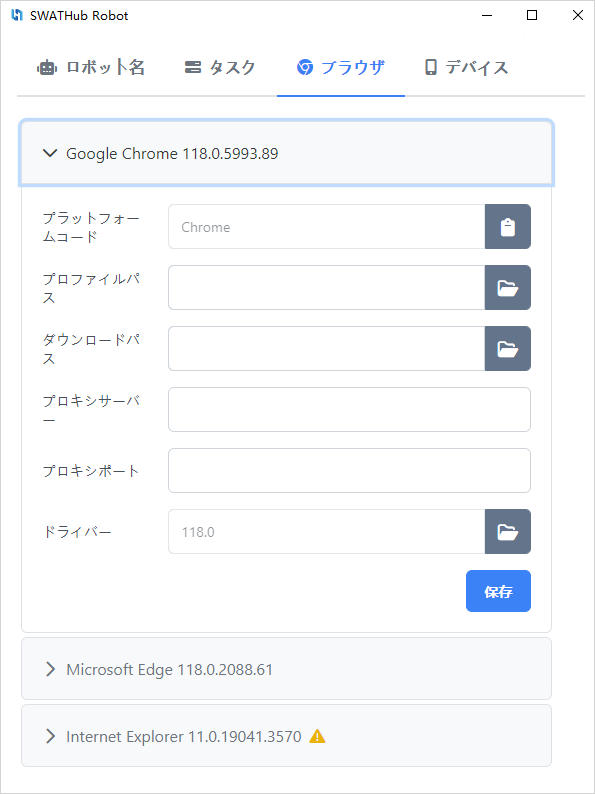 SWATHub Robot
ロボット名 タスク ブラウザ デバイス
Google Chrome 118.0.5993.89
プラットフォー
ムコード
Chrome
プロファイルパ
ス
ダウンロードパ
ス
プロキシサーバ
ー
プロキシポート
ドライバー
118.0
保存
Microsoft Edge 118.0.2088.61
Internet Explorer 11.0.19041.3570